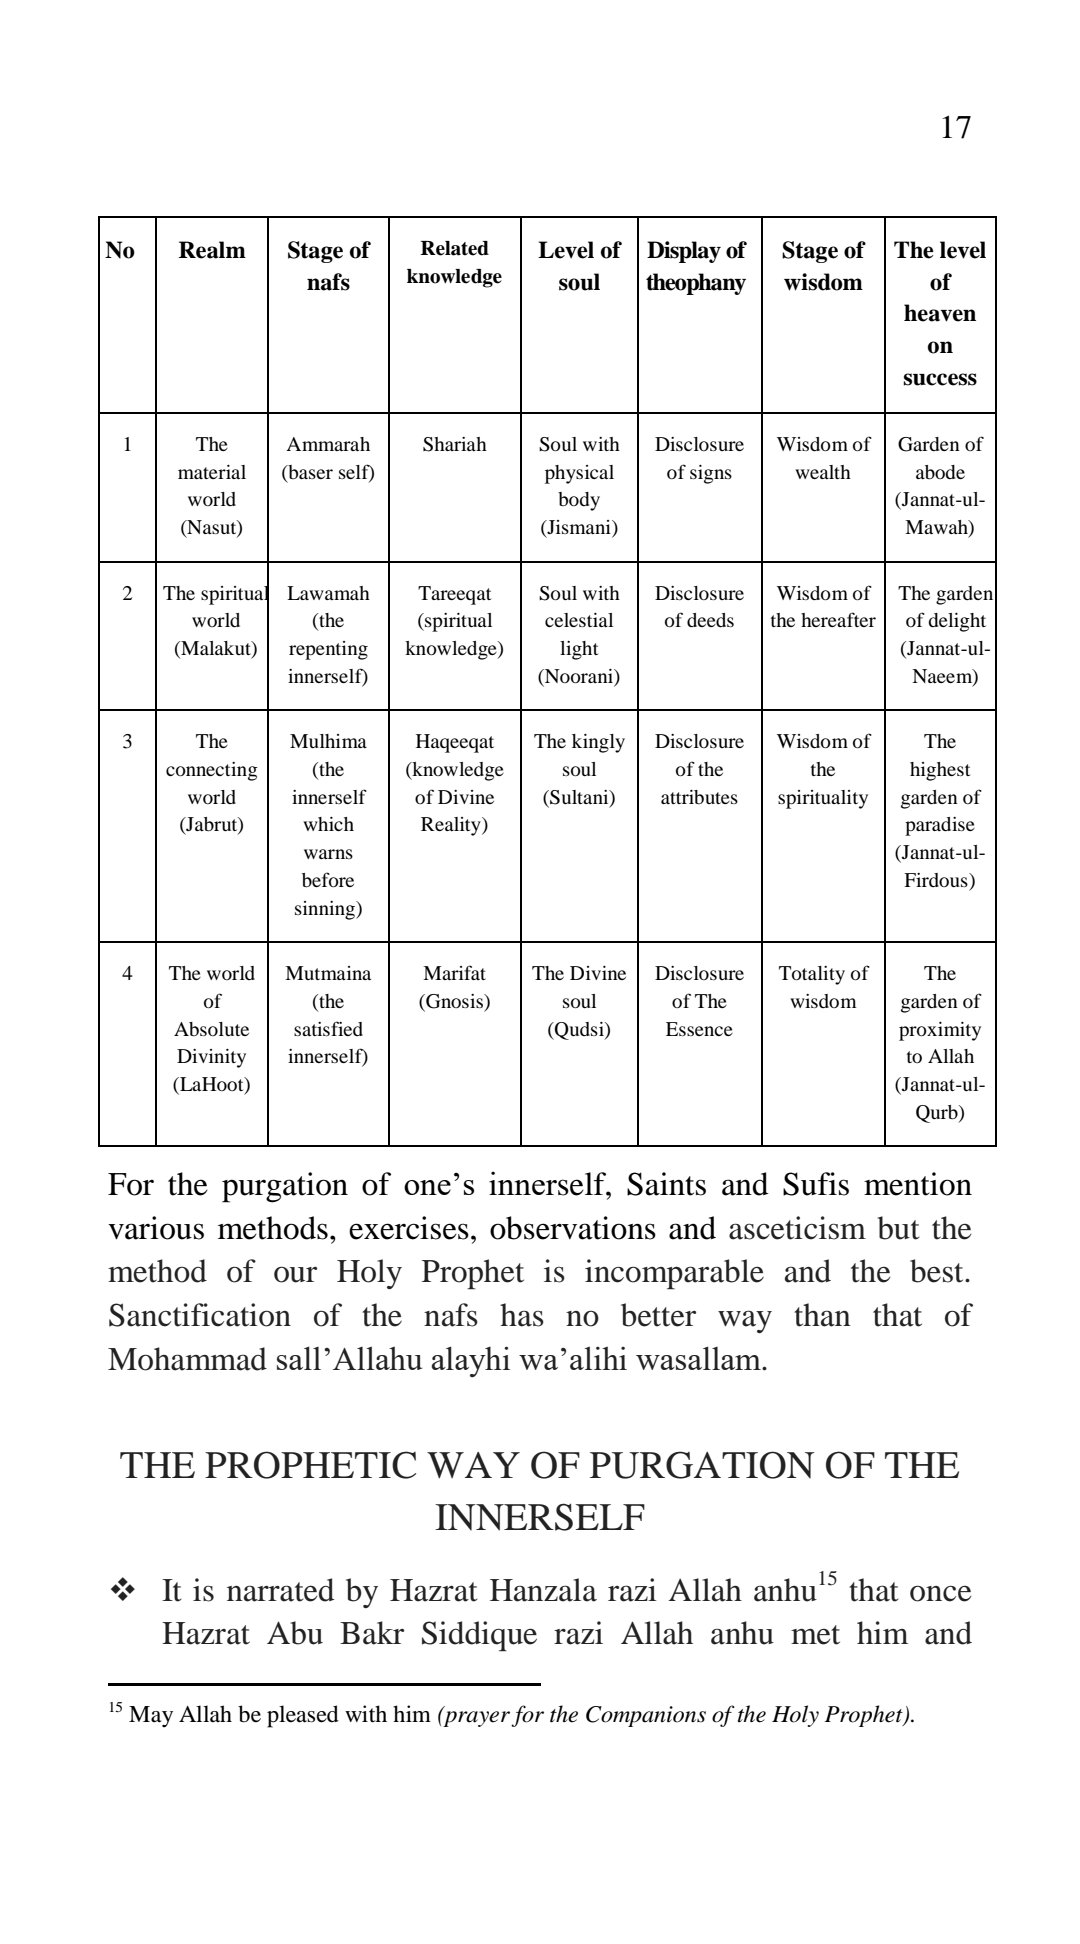 17
No Realm Stage of nafs Related knowledge Level of soul Display of theophany Stage of wisdom The level of heaven on success
1 The material world (Nasut) Ammarah (baser self) Shariah Soul with physical body (Jismani) Disclosure of signs Wisdom of wealth Garden of abode (Jannat-ul-Mawah)
2 The spiritual world (Malakut) Lawamah (the repenting innerself) Tareeqat (spiritual knowledge) Soul with celestial light (Noorani) Disclosure of deeds Wisdom of the hereafter The garden of delight (Jannat-ul-Naeem)
3 The connecting world (Jabrut) Mulhima (the innerself which warns before sinning) Haqeeqat (knowledge of Divine Reality) The kingly soul (Sultani) Disclosure of the attributes Wisdom of the spirituality The highest garden of paradise (Jannat-ul-Firdous)
4 The world of Absolute Divinity (LaHoot) Mutmaina (the satisfied innerself) Marifat (Gnosis) The Divine soul (Qudsi) Disclosure of The Essence Totality of wisdom The garden of proximity to Allah (Jannat-ul-Qurb)
For the purgation of one’s innerself, Saints and Sufis mention
various methods, exercises, observations and asceticism but the
method of our Holy Prophet is incomparable and the best.
Sanctification of the nafs has no better way than that of
Mohammad sall’Allahu alayhi wa’alihi wasallam.
THE PROPHETIC WAY OF PURGATION OF THE
INNERSELF
❖ It is narrated by Hazrat Hanzala razi Allah anhu15 that once
Hazrat Abu Bakr Siddique razi Allah anhu met him and
15 May Allah be pleased with him (prayer for the Companions of the Holy Prophet).